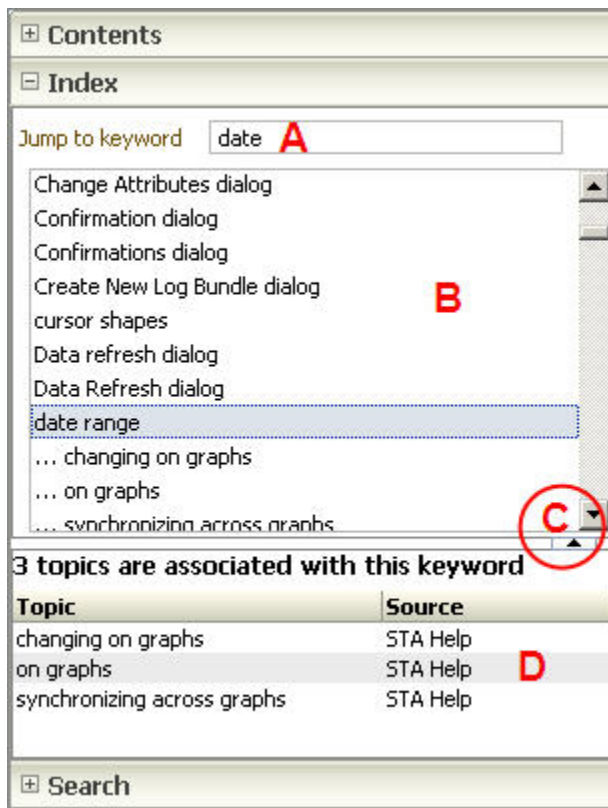 Contents
Index
Jump to keyword date A
Change Attributes dialog
Confirmation dialog
Confirmations dialog
Create New Log Bundle dialog
B
cursor shapes
Data refresh dialog
Data Refresh dialog
date range
... changing on graphs
... on graphs
... synchronizing across graphs
C
3 topics are associated with this keyword
Topic Source
changing on graphs STA Help
on graphs STA Help
D
synchronizing across graphs STA Help
Search